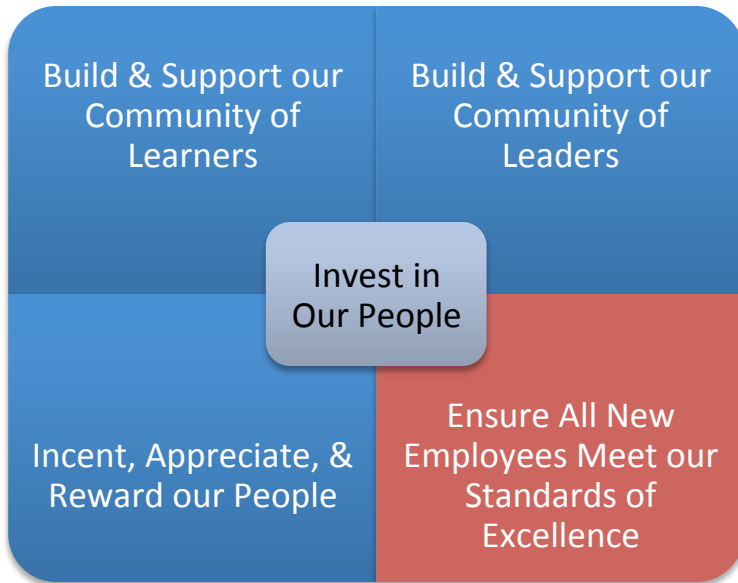 Build & Support our
Community of
Learners
Build & Support our
Community of
Leaders
Invest in
Our People
Incent, Appreciate, &
Reward our People
Ensure All New
Employees Meet our
Standards of
Excellence